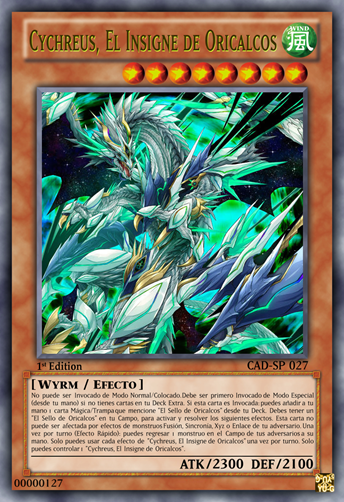 Cychreus, El Insigne de Oricalcos
WIND
風
1st Edition
CAD-SP 027
[ Wyrm / Efecto ]
No puede ser Invocado de Modo Normal/Colocado.Debe ser primero Invocado de Modo Especial
(desde tu mano) si no tienes cartas en tu Deck Extra. Si esta carta es Invocada puedes añadir a tu
mano 1 carta Mágica/Trampa que mencione "El Sello de Oricalcos" desde tu Deck. Debes tener un
"El Sello de Oricalcos" en tu Campo, para activar y resolver los siguientes efectos. Esta carta no
puede ser afectada por efectos de monstruos Fusión, Sincronía, Xyz o Enlace de tu adversario. Una
vez por turno (Efecto Rápido): puedes regresar 1 monstruo en el Campo de tus adversarios a su
mano. Solo puedes usar cada efecto de "Cychreus, El Insigne de Oricalcos" una vez por turno. Solo
puedes controlar 1 "Cychreus, El Insigne de Oricalcos".
ATK/2300 DEF/2100
00000127